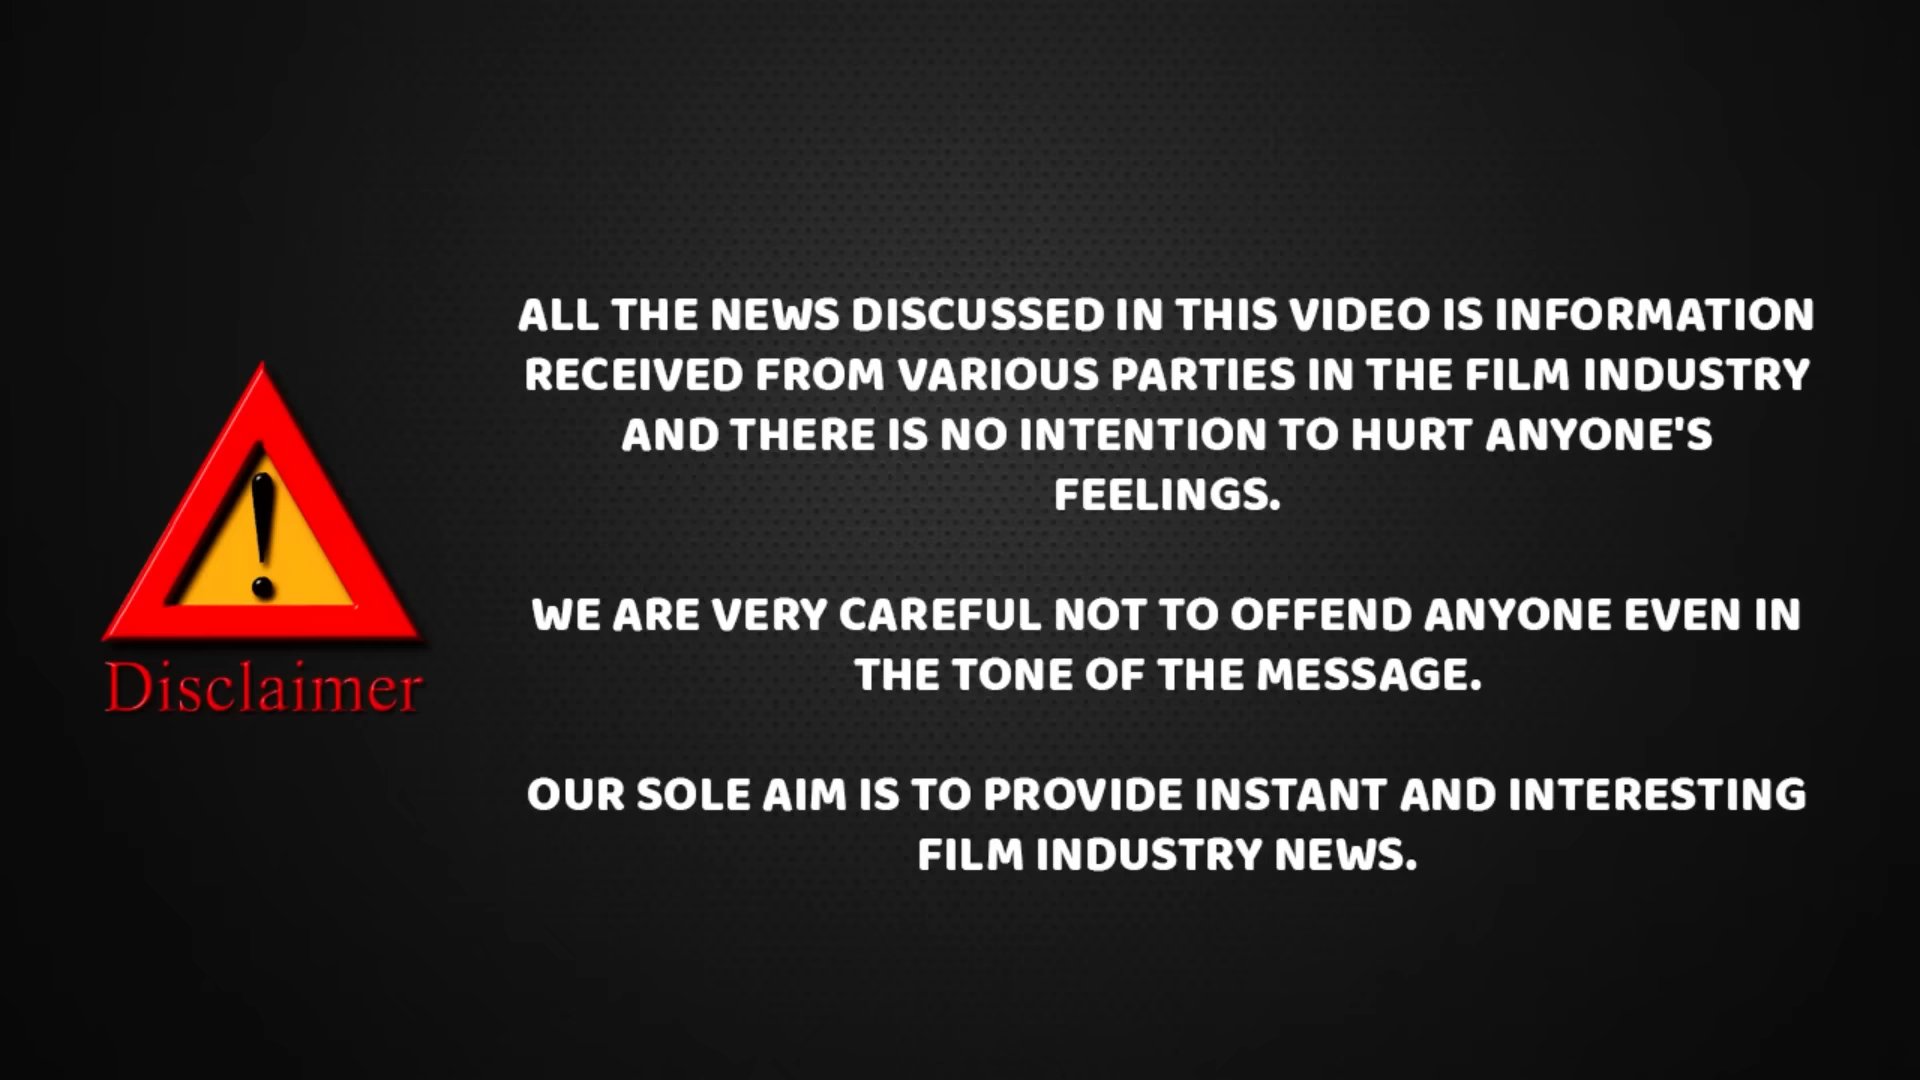 ALL THE NEWS DISCUSSED IN THIS VIDEO IS INFORMATION
RECEIVED FROM VARIOUS PARTIES IN THE FILM INDUSTRY
AND THERE IS NO INTENTION TO HURT ANYONE'S
FEELINGS.
WE ARE VERY CAREFUL NOT TO OFFEND ANYONE EVEN IN
THE TONE OF THE MESSAGE.
OUR SOLE AIM IS TO PROVIDE INSTANT AND INTERESTING
FILM INDUSTRY NEWS.
!
Disclaimer